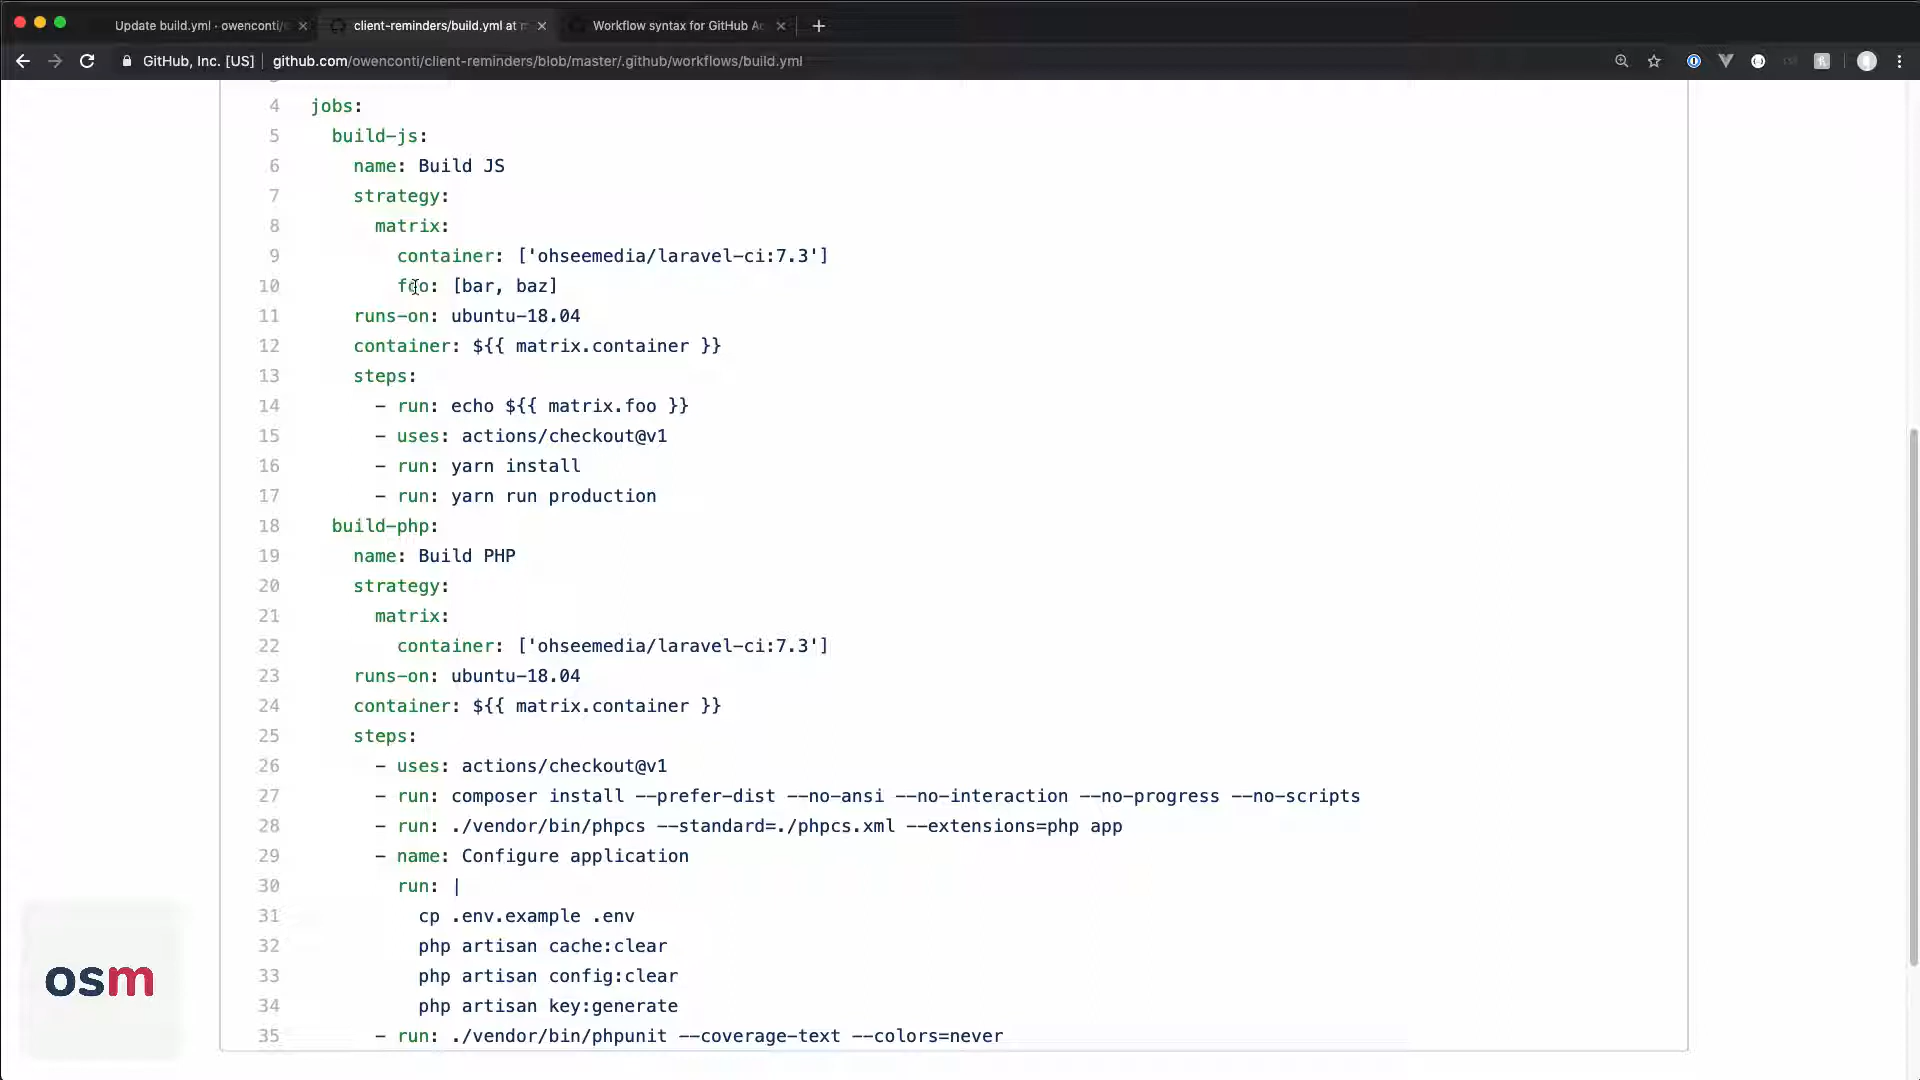 Update build.yml · owenconti/
client-reminders/build.yml at
Workflow syntax for GitHub Ac
GitHub, Inc. [US] | github.com/owenconti/client-reminders/blob/master/.github/workflows/build.yml
4 jobs:
5 build-js:
6 name: Build JS
7 strategy:
8 matrix:
9 container: ['ohseemedia/laravel-ci:7.3']
10 foo: [bar, baz]
11 runs-on: ubuntu-18.04
12 container: ${{ matrix.container }}
13 steps:
14 - run: echo ${{ matrix.foo }}
15 - uses: actions/checkout@v1
16 - run: yarn install
17 - run: yarn run production
18 build-php:
19 name: Build PHP
20 strategy:
21 matrix:
22 container: ['ohseemedia/laravel-ci:7.3']
23 runs-on: ubuntu-18.04
24 container: ${{ matrix.container }}
25 steps:
26 - uses: actions/checkout@v1
27 - run: composer install --prefer-dist --no-ansi --no-interaction --no-progress --no-scripts
28 - run: ./vendor/bin/phpcs --standard=./phpcs.xml --extensions=php app
29 - name: Configure application
30 run: |
31 cp .env.example .env
32 php artisan cache:clear
33 php artisan config:clear
34 php artisan key:generate
35 - run: ./vendor/bin/phpunit --coverage-text --colors=never
osm